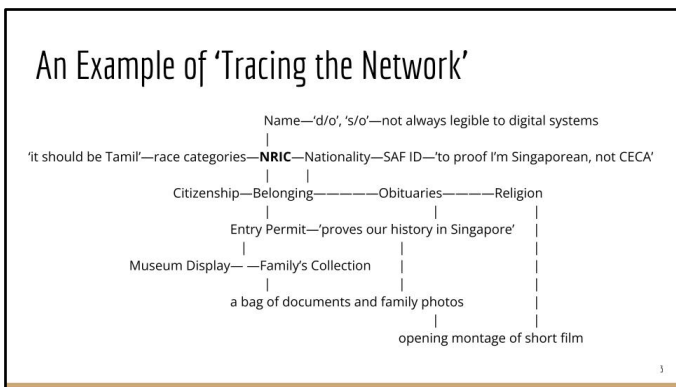 An Example of ‘Tracing the Network’
Name—‘d/o’, ‘s/o’—not always legible to digital systems
|
‘it should be Tamil’—race categories—NRIC—Nationality—SAF ID—‘to proof I’m Singaporean, not CECA’
| |
Citizenship—Belonging—————Obituaries————Religion
| | |
Entry Permit—‘proves our history in Singapore’ |
| | |
Museum Display— —Family’s Collection | |
| | |
a bag of documents and family photos |
| |
opening montage of short film
3